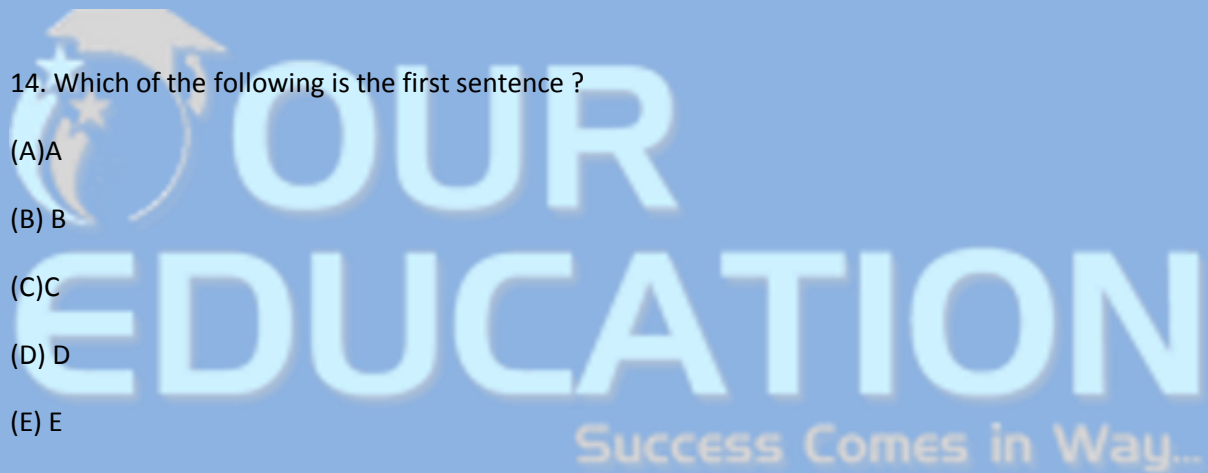 14. Which of the following is the first sentence ?
(A)A
(B) B
(C)C
(D) D
(E) E
OUR
EDUCATION
Success Comes in Way...